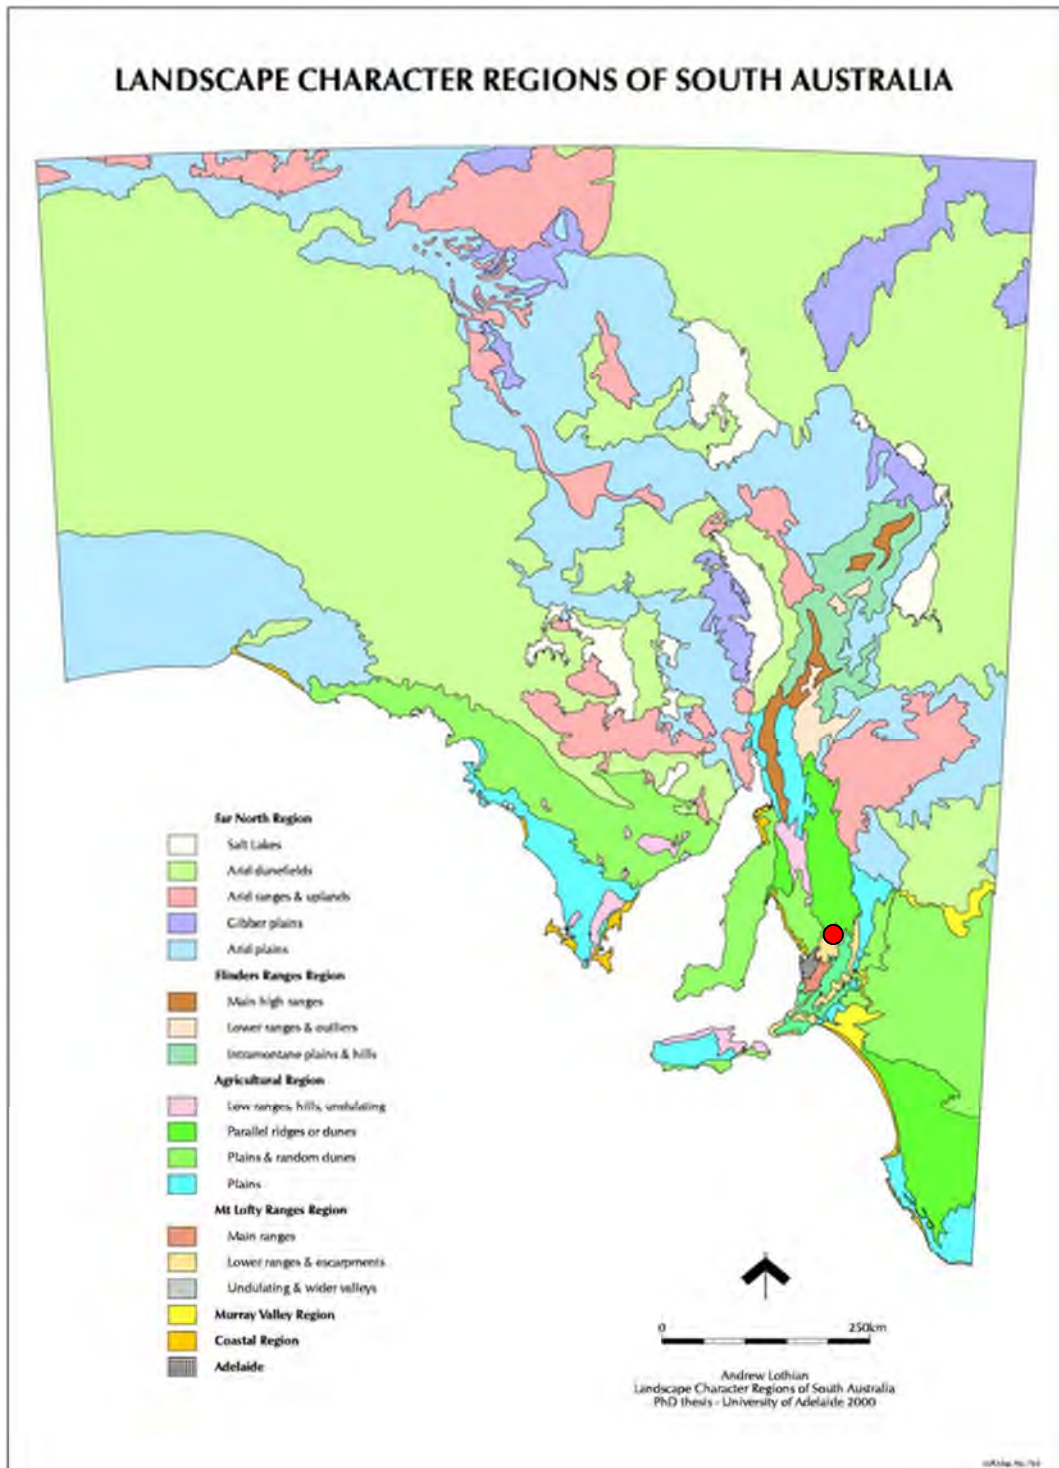 LANDSCAPE CHARACTER REGIONS OF SOUTH AUSTRALIA
Far North Region
Salt Lakes
Arid dunefields
Arid ranges & uplands
Gibber plains
Arid plains
Flinders Ranges Region
Main high ranges
Lower ranges & outliers
Intramontane plains & hills
Agricultural Region
Low ranges, hills, undulating
Parallel ridges or dunes
Plains & random dunes
Plains
Mt Lofty Ranges Region
Main ranges
Lower ranges & escarpments
Undulating & wider valleys
Murray Valley Region
Coastal Region
Adelaide
0 250km
Andrew Lothian
Landscape Character Regions of South Australia
PhD thesis - University of Adelaide 2000